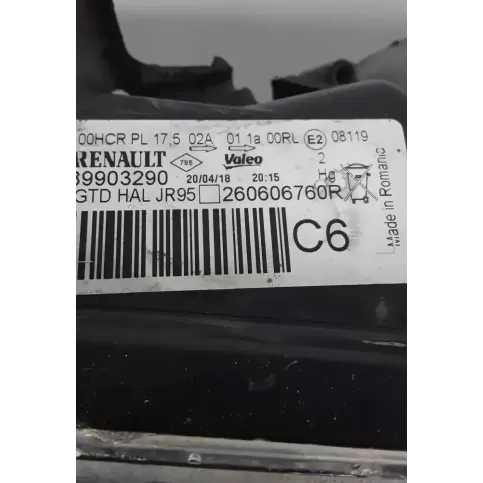 00HCR PL 17,5 02A 01 1a 00RL E2 08119
RENAULT 796 Valeo 2
89903290 20/04/18 20:15 Hg
GTD HAL JR95 260606760R
C6
Made in Romania